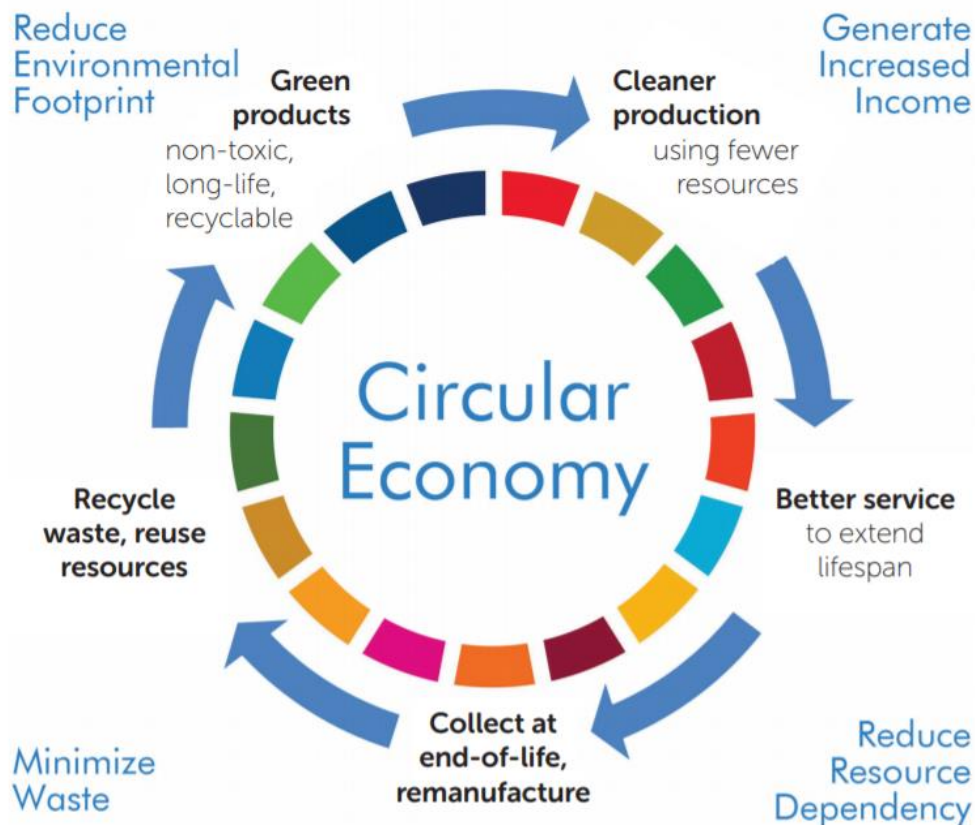 Reduce
Environmental
Footprint
Generate
Increased
Income
Green
products
non-toxic,
long-life,
recyclable
Cleaner
production
using fewer
resources
Circular
Economy
Recycle
waste, reuse
resources
Better service
to extend
lifespan
Collect at
end-of-life,
remanufacture
Minimize
Waste
Reduce
Resource
Dependency